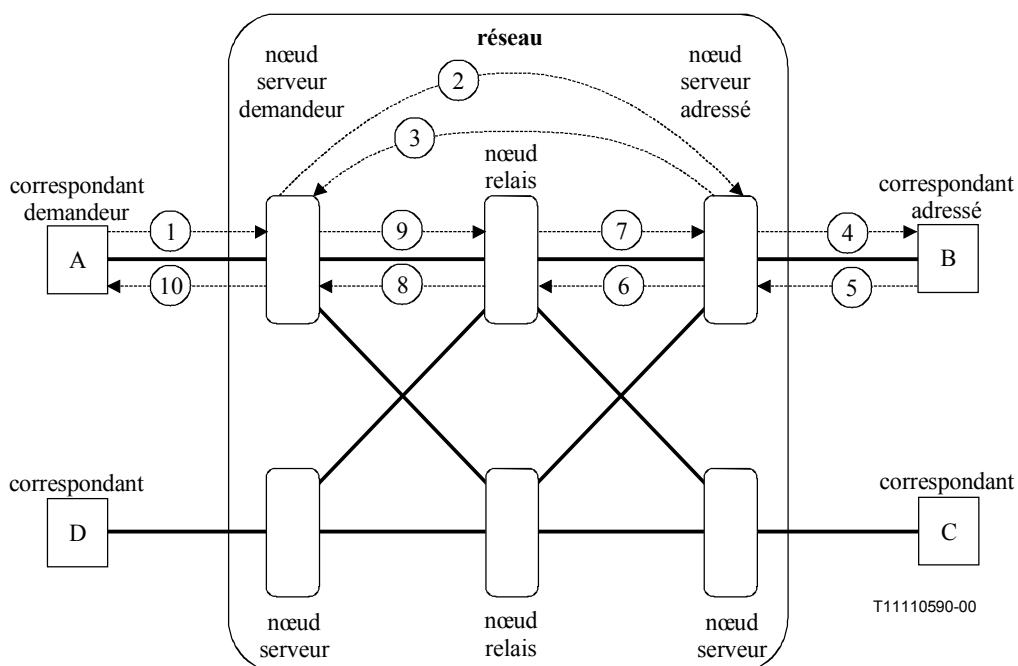 réseau
nœud
serveur
demandeur
2
nœud
serveur
adressé
3
nœud
relais
correspondant
demandeur
correspondant
adressé
A
1
9
7
4
B
10
8
6
5
correspondant
correspondant
D
C
nœud
serveur
nœud
relais
nœud
serveur
T11110590-00